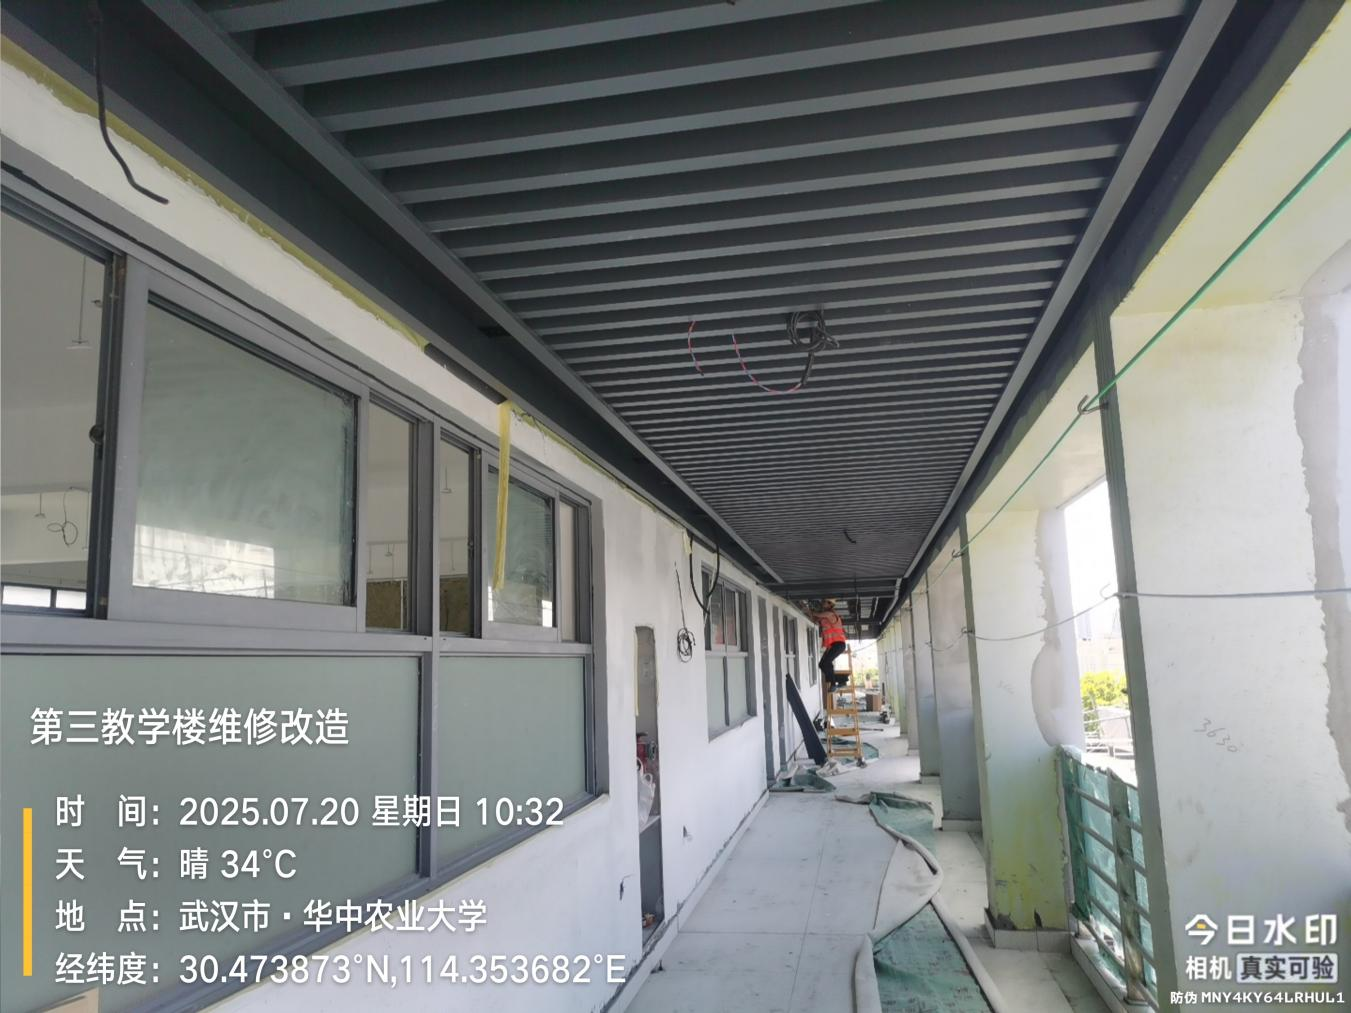 第三教学楼维修改造
时 间：2025.07.20 星期日 10:32
天 气：晴 34℃
地 点：武汉市·华中农业大学
经纬度：30.473873°N,114.353682°E
3630
今日水印
相机 真实可验
防伪 MNY4KY64LRHUL1